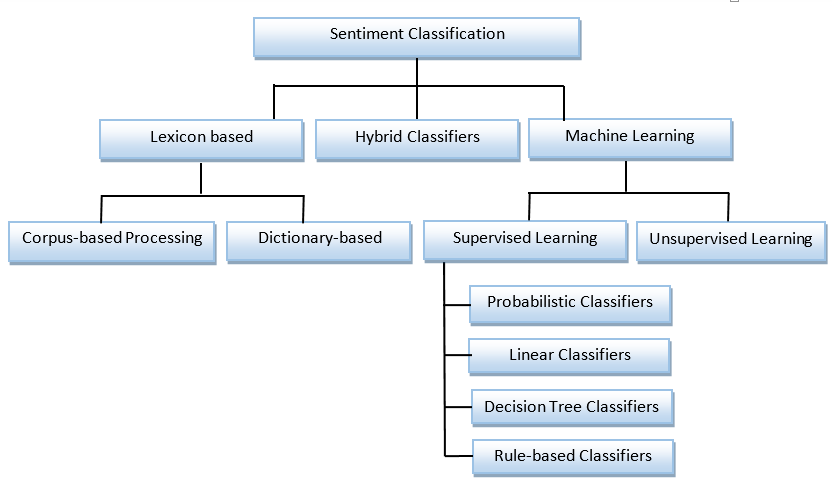 Sentiment Classification
Lexicon based
Hybrid Classifiers
Machine Learning
Corpus-based Processing
Dictionary-based
Supervised Learning
Unsupervised Learning
Probabilistic Classifiers
Linear Classifiers
Decision Tree Classifiers
Rule-based Classifiers